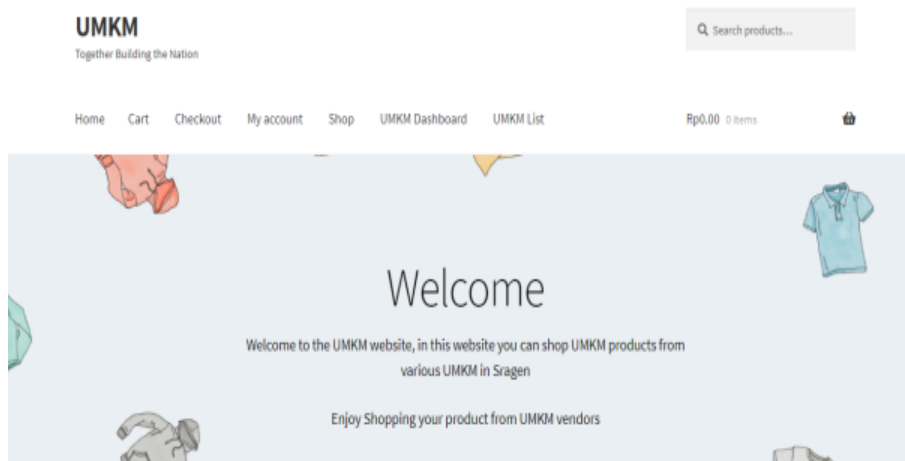 UMKM
Together Building the Nation
Search products...
Home Cart Checkout My account Shop UMKM Dashboard UMKM List Rp0.00 0 items
Welcome
Welcome to the UMKM website, in this website you can shop UMKM products from
various UMKM in Sragen
Enjoy Shopping your product from UMKM vendors